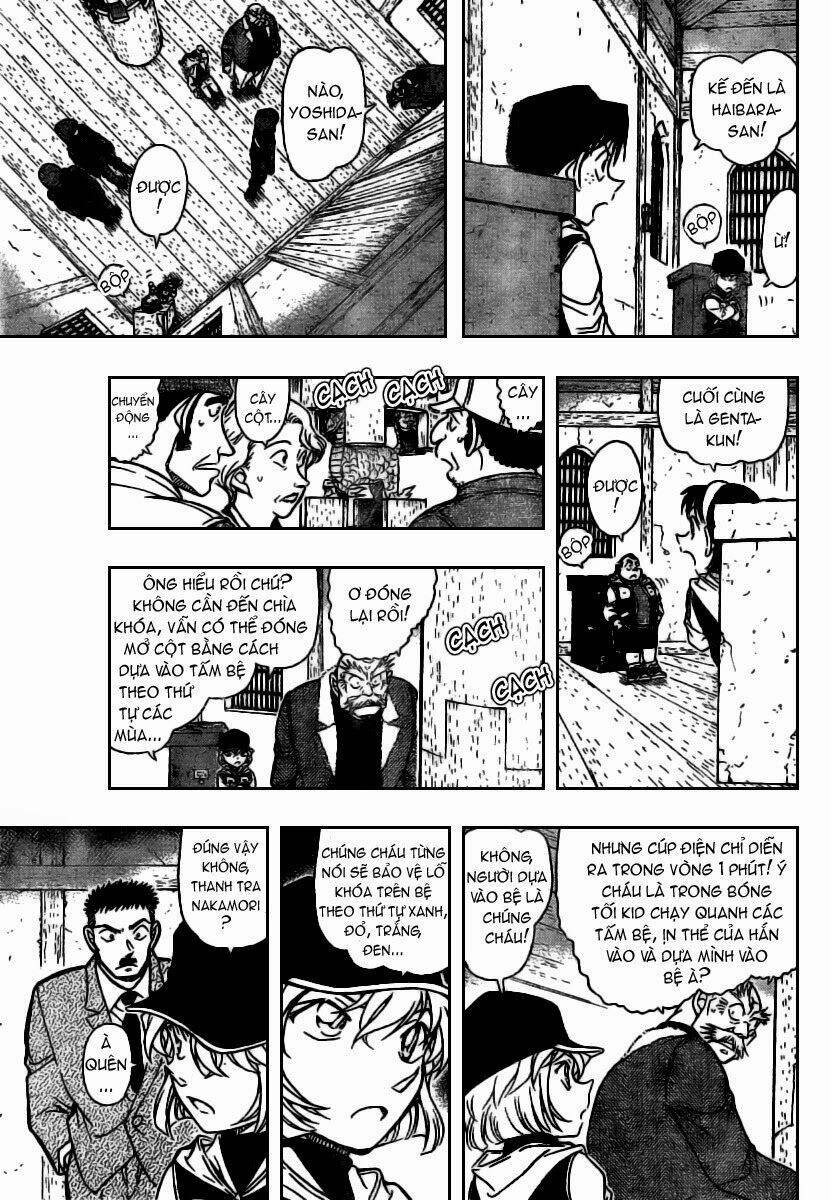 KẾ ĐẾN LÀ
HAIBARA-
SAN!
BỘP
Ừ!
NÀO,
YOSHIDA-
SAN!
ĐƯỢC
!
BỘP
CUỐI CÙNG
LÀ GENTA-
KUN!
ĐƯỢC
!
BỘP
CÂY
...
CẠCH
CẠCH
CÂY
CỘT...
CHUYỂN
ĐỘNG
...
Ơ ĐÓNG
LẠI RỒI!
CẠCH
CẠCH
ÔNG HIỂU RỒI CHỨ?
KHÔNG CẦN ĐẾN CHÌA
KHÓA, VẪN CÓ THỂ ĐÓNG
MỞ CỘT BẰNG CÁCH
DỰA VÀO TẤM BỆ
THEO THỨ
TỰ CÁC
MÙA...
NHƯNG CÚP ĐIỆN CHỈ DIỄN
RA TRONG VÒNG 1 PHÚT! Ý
CHÁU LÀ TRONG BÓNG
TỐI KID CHẠY QUANH CÁC
TẤM BỆ, ỊN THỂ CỦA HẮN
VÀO VÀ DỰA MÌNH VÀO
BỆ À?
KHÔNG,
NGƯỜI DỰA
VÀO BỆ LÀ
CHÚNG
CHÁU!
CHÚNG CHÁU TỪNG
NÓI SẼ BẢO VỆ LỖ
KHÓA TRÊN BỆ
THEO THỨ TỰ XANH,
ĐỎ, TRẮNG,
ĐEN...
ĐÚNG VẬY
KHÔNG,
THANH TRA
NAKAMORI
?
À
QUÊN
...